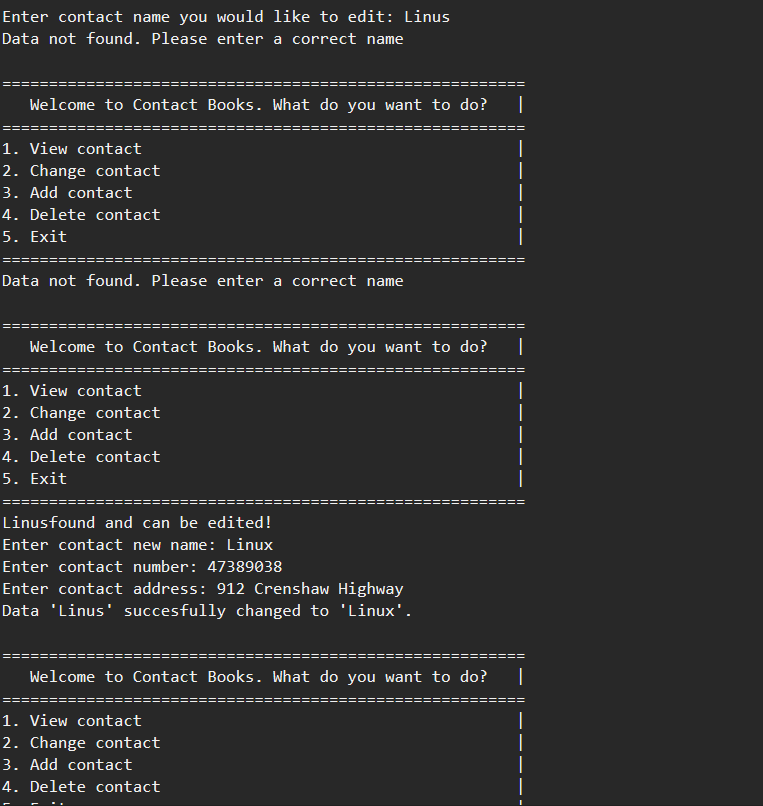 Enter contact name you would like to edit: Linus
Data not found. Please enter a correct name
========================================================
   Welcome to Contact Books. What do you want to do?   |
========================================================
1. View contact                                        |
2. Change contact                                      |
3. Add contact                                         |
4. Delete contact                                      |
5. Exit                                                |
========================================================
Data not found. Please enter a correct name
========================================================
   Welcome to Contact Books. What do you want to do?   |
========================================================
1. View contact                                        |
2. Change contact                                      |
3. Add contact                                         |
4. Delete contact                                      |
5. Exit                                                |
========================================================
Linusfound and can be edited!
Enter contact new name: Linux
Enter contact number: 47389038
Enter contact address: 912 Crenshaw Highway
Data 'Linus' succesfully changed to 'Linux'.
========================================================
   Welcome to Contact Books. What do you want to do?   |
========================================================
1. View contact                                        |
2. Change contact                                      |
3. Add contact                                         |
4. Delete contact                                      |